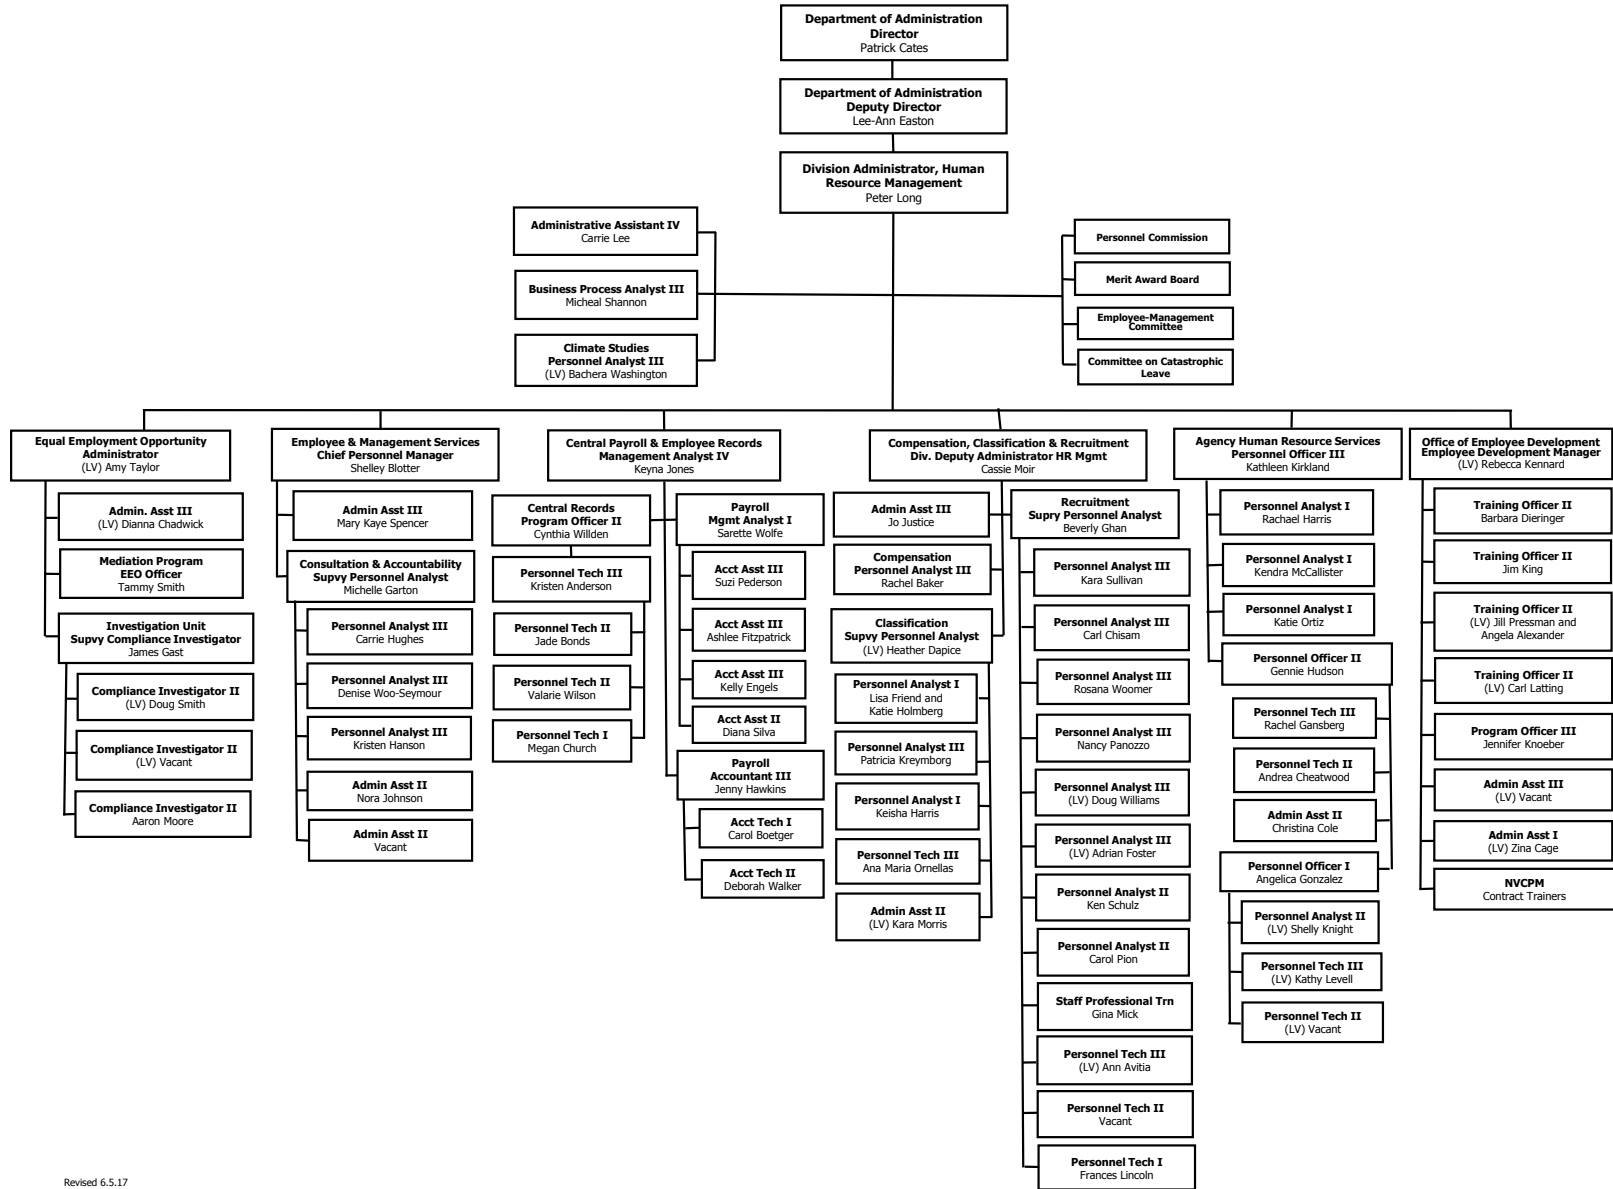 Department of Administration
Director
Patrick Cates
Department of Administration
Deputy Director
Lee-Ann Easton
Division Administrator, Human
Resource Management
Peter Long
Administrative Assistant IV
Carrie Lee
Business Process Analyst III
Micheal Shannon
Climate Studies
Personnel Analyst III
(LV) Bachera Washington
Personnel Commission
Merit Award Board
Employee-Management
Committee
Committee on Catastrophic
Leave
Equal Employment Opportunity
Administrator
(LV) Amy Taylor
Admin. Asst III
(LV) Dianna Chadwick
Mediation Program
EEO Officer
Tammy Smith
Investigation Unit
Supvy Compliance Investigator
James Gast
Compliance Investigator II
(LV) Doug Smith
Compliance Investigator II
(LV) Vacant
Compliance Investigator II
Aaron Moore
Employee & Management Services
Chief Personnel Manager
Shelley Blotter
Admin Asst III
Mary Kaye Spencer
Consultation & Accountability
Supvy Personnel Analyst
Michelle Garton
Personnel Analyst III
Carrie Hughes
Personnel Analyst III
Denise Woo-Seymour
Personnel Analyst III
Kristen Hanson
Admin Asst II
Nora Johnson
Admin Asst II
Vacant
Central Payroll & Employee Records
Management Analyst IV
Keyna Jones
Central Records
Program Officer II
Cynthia Willden
Personnel Tech III
Kristen Anderson
Personnel Tech II
Jade Bonds
Personnel Tech II
Valarie Wilson
Personnel Tech I
Megan Church
Payroll
Mgmt Analyst I
Sarette Wolfe
Acct Asst III
Suzi Pederson
Acct Asst III
Ashlee Fitzpatrick
Acct Asst III
Kelly Engels
Acct Asst II
Diana Silva
Payroll
Accountant III
Jenny Hawkins
Acct Tech I
Carol Boetger
Acct Tech II
Deborah Walker
Compensation, Classification & Recruitment
Div. Deputy Administrator HR Mgmt
Cassie Moir
Admin Asst III
Jo Justice
Compensation
Personnel Analyst III
Rachel Baker
Classification
Supvy Personnel Analyst
(LV) Heather Dapice
Personnel Analyst I
Lisa Friend and
Katie Holmberg
Personnel Analyst III
Patricia Kreymborg
Personnel Analyst I
Keisha Harris
Personnel Tech III
Ana Maria Ornellas
Admin Asst II
(LV) Kara Morris
Recruitment
Supry Personnel Analyst
Beverly Ghan
Personnel Analyst III
Kara Sullivan
Personnel Analyst III
Carl Chisam
Personnel Analyst III
Rosana Woomer
Personnel Analyst III
Nancy Panozzo
Personnel Analyst III
(LV) Doug Williams
Personnel Analyst III
(LV) Adrian Foster
Personnel Analyst II
Ken Schulz
Personnel Analyst II
Carol Pion
Staff Professional Trn
Gina Mick
Personnel Tech III
(LV) Ann Avitia
Personnel Tech II
Vacant
Personnel Tech I
Frances Lincoln
Agency Human Resource Services
Personnel Officer III
Kathleen Kirkland
Personnel Analyst I
Rachael Harris
Personnel Analyst I
Kendra McCallister
Personnel Analyst I
Katie Ortiz
Personnel Officer II
Gennie Hudson
Personnel Tech III
Rachel Gansberg
Personnel Tech II
Andrea Cheatwood
Admin Asst II
Christina Cole
Personnel Officer I
Angelica Gonzalez
Personnel Analyst II
(LV) Shelly Knight
Personnel Tech III
(LV) Kathy Levell
Personnel Tech II
(LV) Vacant
Office of Employee Development
Employee Development Manager
(LV) Rebecca Kennard
Training Officer II
Barbara Dieringer
Training Officer II
Jim King
Training Officer II
(LV) Jill Pressman and
Angela Alexander
Training Officer II
(LV) Carl Latting
Program Officer III
Jennifer Knoeber
Admin Asst III
(LV) Vacant
Admin Asst I
(LV) Zina Cage
NVCPM
Contract Trainers
Revised 6.5.17